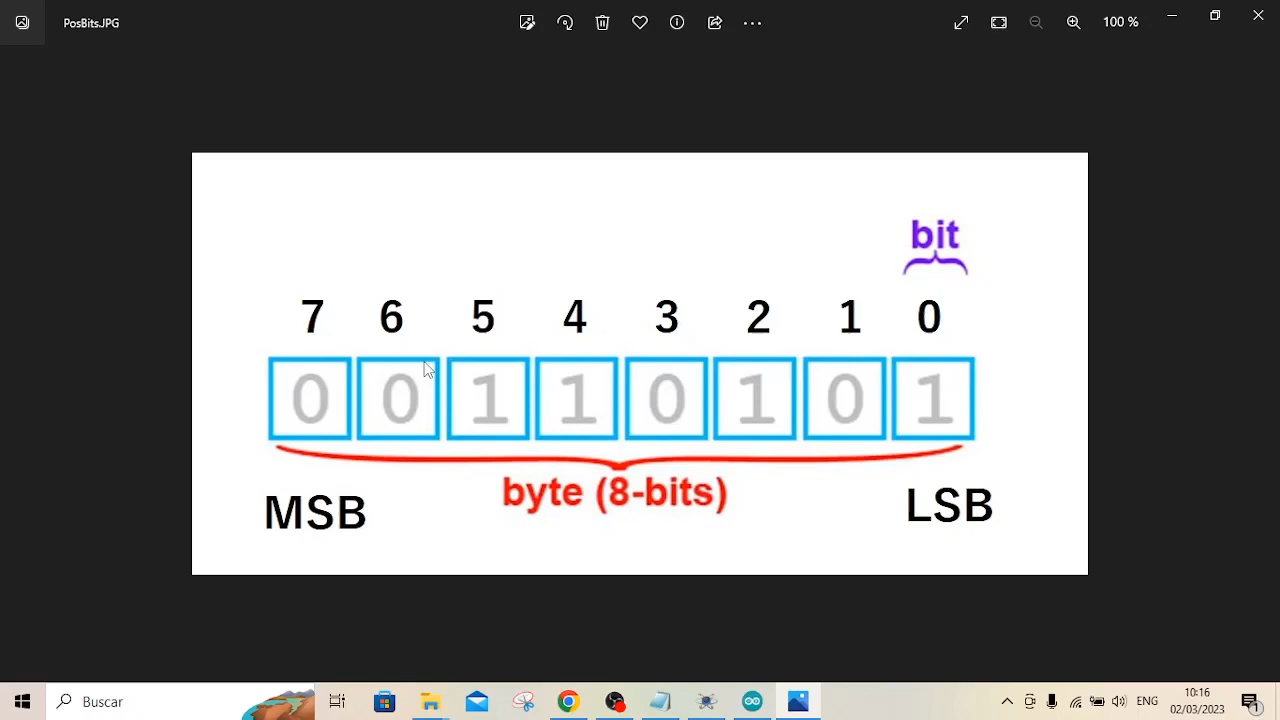 PosBits.JPG
100 %
bit
7 6 5 4 3 2 1 0
0 0 1 1 0 1 0 1
byte (8-bits)
MSB
LSB
Buscar
ENG
10:16
02/03/2023
1